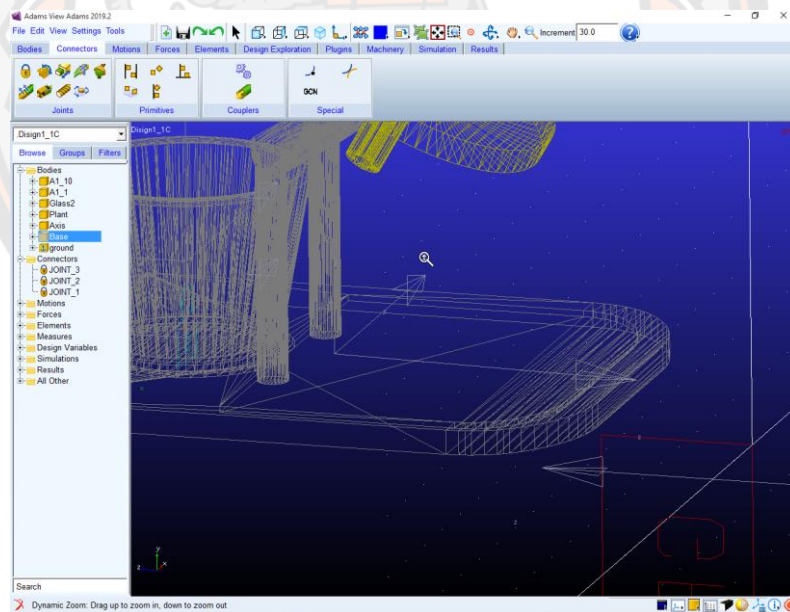 Adams View Adams 2019.2
File Edit View Settings Tools
Increment 30.0
Bodies Connectors Motions Forces Elements Design Exploration Plugins Machinery Simulation Results
GCN
Joints Primitives Couplers Special
.Disign1_1C
Disign1_1C
Browse Groups Filters
Bodies
A1_10
A1_1
Glass2
Plant
Axis
Base
ground
Connectors
JOINT_3
JOINT_2
JOINT_1
Motions
Forces
Elements
Measures
Design Variables
Simulations
Results
All Other
y
z x
Search
Dynamic Zoom: Drag up to zoom in, down to zoom out